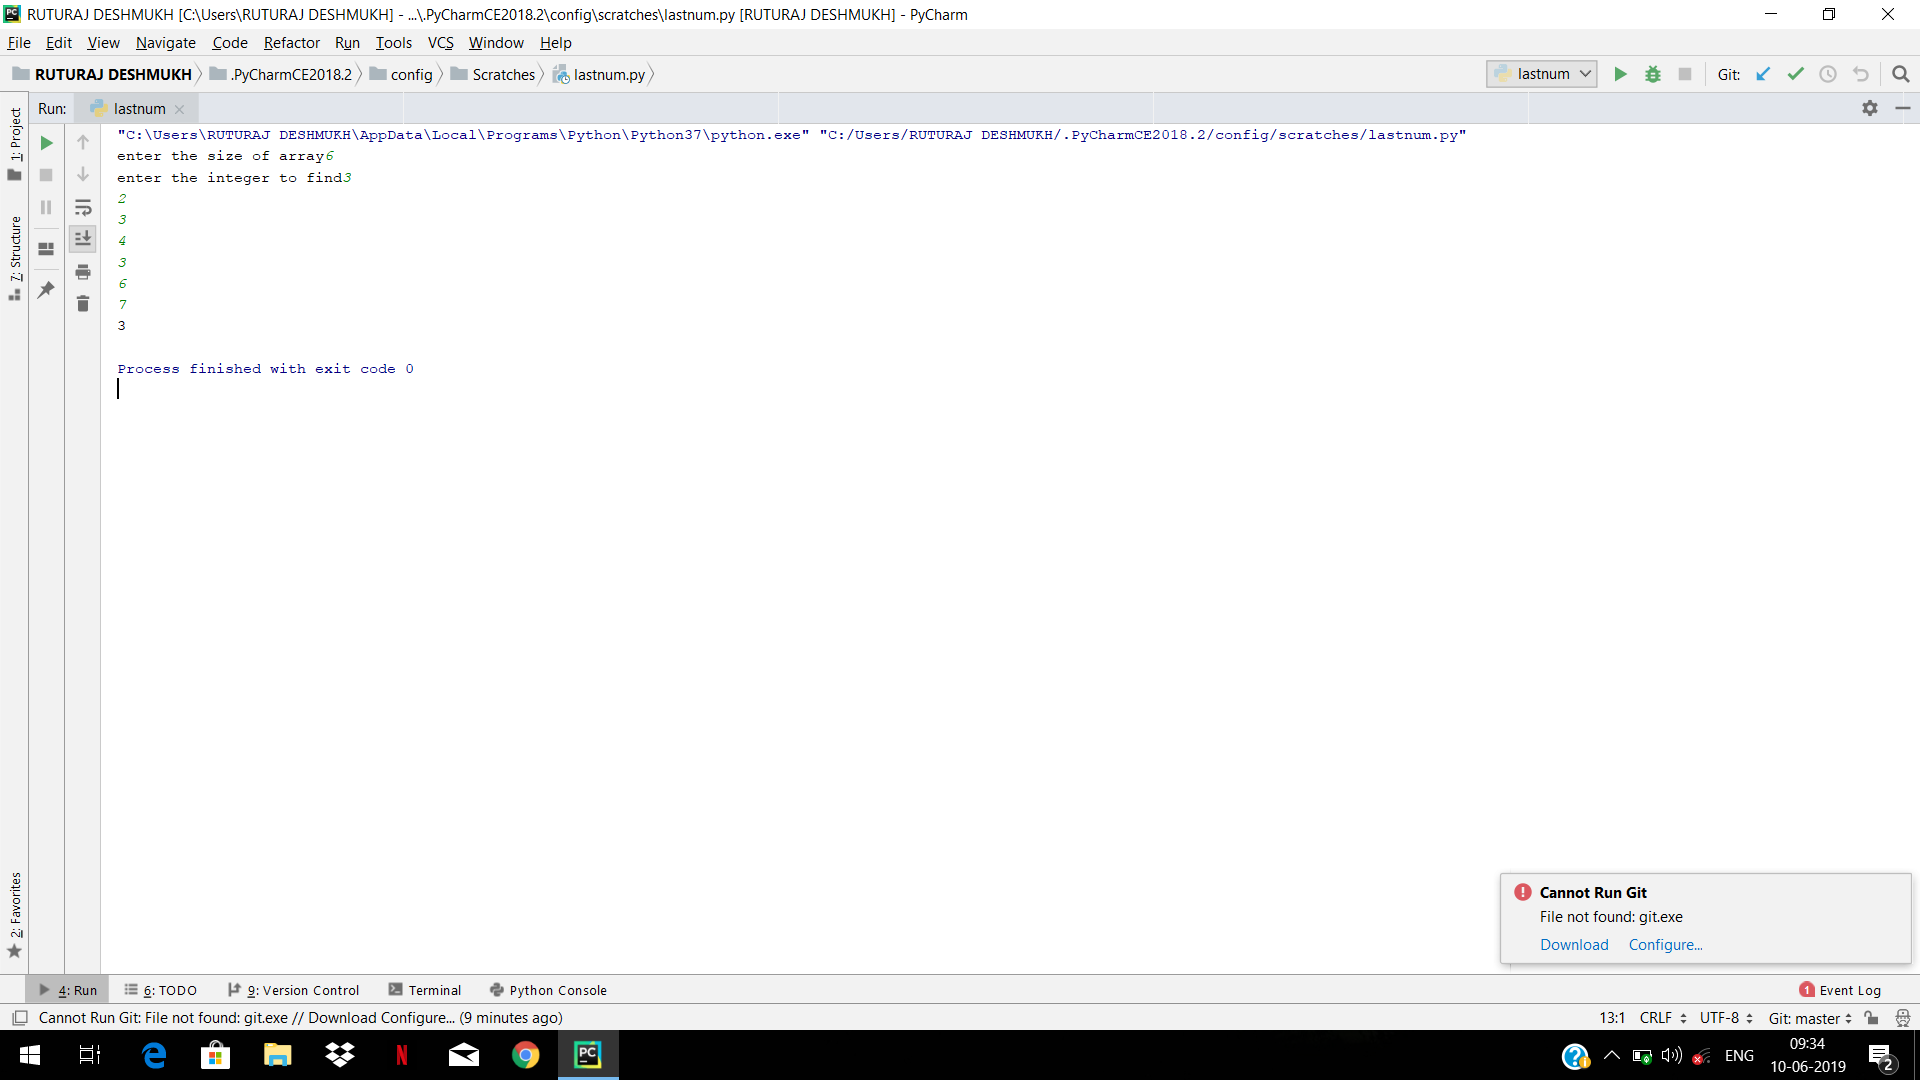 RUTURAJ DESHMUKH [C:\Users\RUTURAJ DESHMUKH] - ...\.PyCharmCE2018.2\config\scratches\lastnum.py [RUTURAJ DESHMUKH] - PyCharm
File Edit View Navigate Code Refactor Run Tools VCS Window Help
RUTURAJ DESHMUKH .PyCharmCE2018.2 config Scratches lastnum.py lastnum Git:
Run: lastnum
1: Project
7: Structure
2: Favorites
"C:\Users\RUTURAJ DESHMUKH\AppData\Local\Programs\Python\Python37\python.exe" "C:/Users/RUTURAJ DESHMUKH/.PyCharmCE2018.2/config/scratches/lastnum.py"
enter the size of array6
enter the integer to find3
2
3
4
3
6
7
3
Process finished with exit code 0
Cannot Run Git
File not found: git.exe
Download Configure...
4: Run 6: TODO 9: Version Control Terminal Python Console 1 Event Log
Cannot Run Git: File not found: git.exe // Download Configure... (9 minutes ago) 13:1 CRLF UTF-8 Git: master
PC ENG 09:34
10-06-2019 2